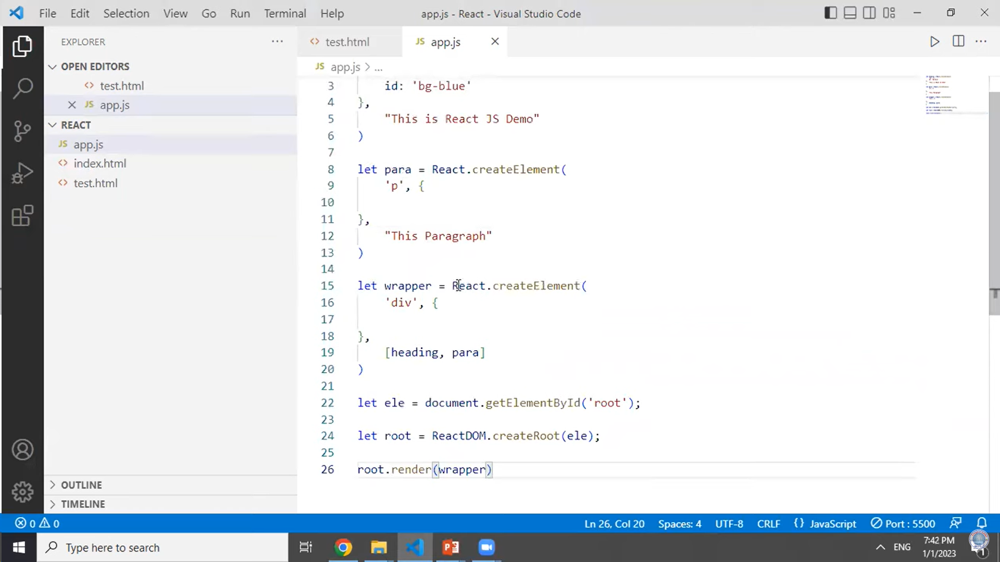 File Edit Selection View Go Run Terminal Help app.js - React - Visual Studio Code
EXPLORER
OPEN EDITORS
test.html
app.js
REACT
app.js
index.html
test.html
OUTLINE
TIMELINE
test.html JS app.js
JS app.js > ...
3 id: 'bg-blue'
4 },
5 "This is React JS Demo"
6 )
7
8 let para = React.createElement(
9 'p', {
10
11 },
12 "This Paragraph"
13 )
14
15 let wrapper = React.createElement(
16 'div', {
17
18 },
19 [heading, para]
20 )
21
22 let ele = document.getElementById('root');
23
24 let root = ReactDOM.createRoot(ele);
25
26 root.render(wrapper)
0 0 Ln 26, Col 20 Spaces: 4 UTF-8 CRLF {} JavaScript Port : 5500
Type here to search ENG 7:42 PM
1/1/2023